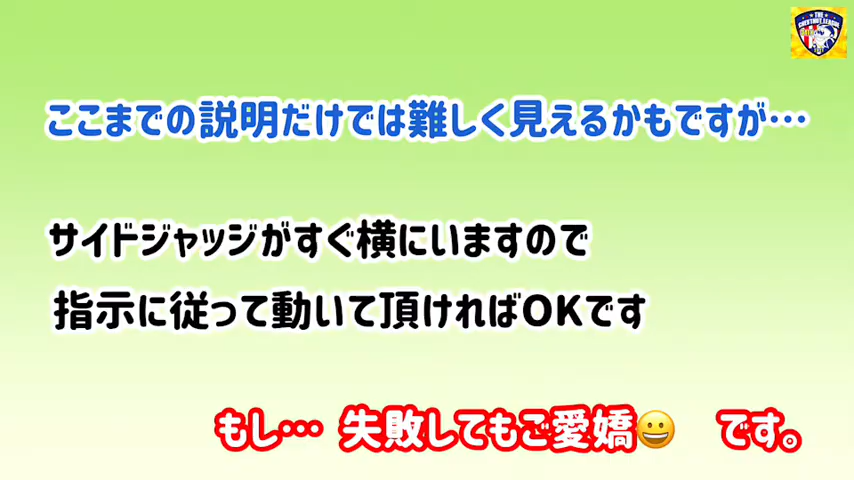 THE
CHESTNUT LEAGUE
ここまでの説明だけでは難しく見えるかもですが…
サイドジャッジがすぐ横にいますので
指示に従って動いて頂ければOKです
もし… 失敗してもご愛嬌😀 です。